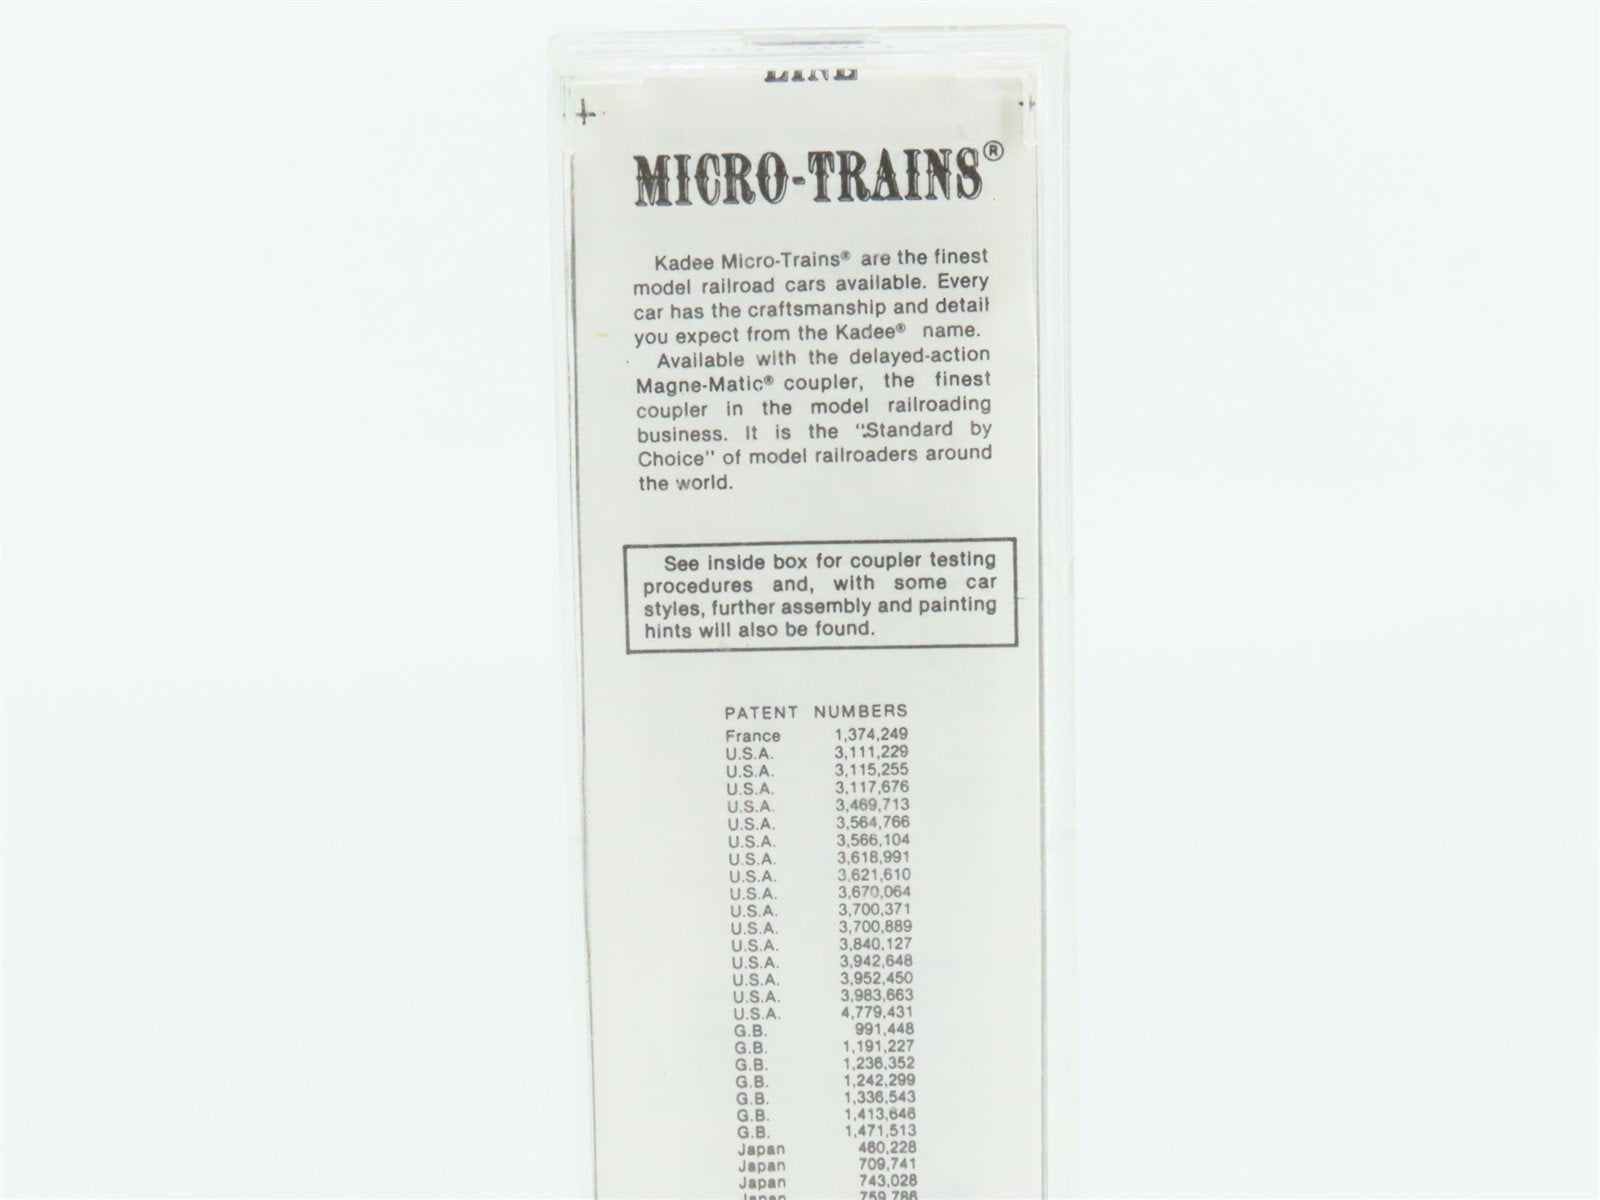 LINE
MICRO-TRAINS®
Kadee Micro-Trains® are the finest
model railroad cars available. Every
car has the craftsmanship and detail
you expect from the Kadee® name.
Available with the delayed-action
Magne-Matic® coupler, the finest
coupler in the model railroading
business. It is the "Standard by
Choice" of model railroaders around
the world.
See inside box for coupler testing
procedures and, with some car
styles, further assembly and painting
hints will also be found.
PATENT NUMBERS
France 1,374,249
U.S.A. 3,111,229
U.S.A. 3,115,255
U.S.A. 3,117,676
U.S.A. 3,469,713
U.S.A. 3,564,766
U.S.A. 3,566,104
U.S.A. 3,618,991
U.S.A. 3,621,610
U.S.A. 3,670,064
U.S.A. 3,700,371
U.S.A. 3,700,889
U.S.A. 3,840,127
U.S.A. 3,942,648
U.S.A. 3,952,450
U.S.A. 3,983,663
U.S.A. 4,779,431
G.B. 991,448
G.B. 1,191,227
G.B. 1,236,352
G.B. 1,242,299
G.B. 1,336,543
G.B. 1,413,646
G.B. 1,471,513
Japan 460,228
Japan 709,741
Japan 743,028
Japan 759,786